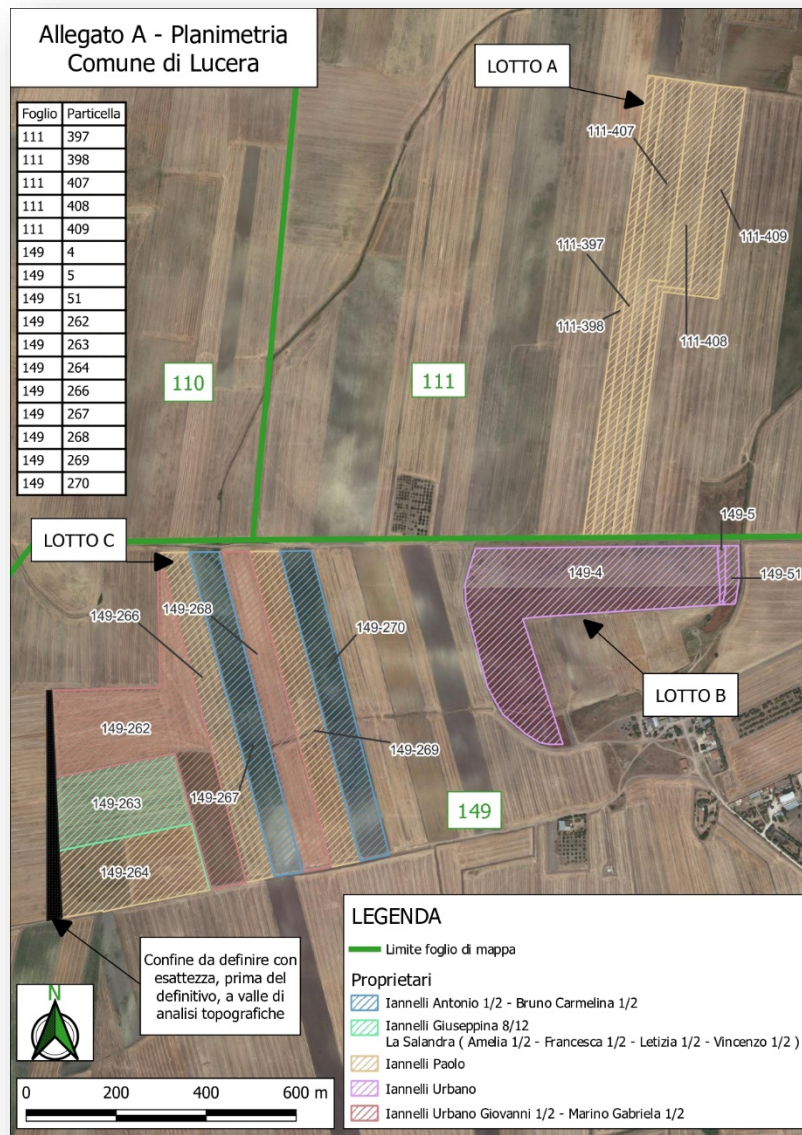 Allegato A - Planimetria
Comune di Lucera
LOTTO A
Foglio Particella
111 397
111 398
111 407
111 408
111 409
149 4
149 5
149 51
149 262
149 263
149 264
149 266
149 267
149 268
149 269
149 270
111-407
111-409
111-397
111-398
111-408
110
111
149-5
LOTTO C
149-4
149-51
149-266
149-268
149-270
LOTTO B
149-262
149-269
149-267
149-263
149
149-264
Confine da definire con
esattezza, prima del
definitivo, a valle di
analisi topografiche
N
0 200 400 600 m
LEGENDA
Limite foglio di mappa
Proprietari
Iannelli Antonio 1/2 - Bruno Carmelina 1/2
Iannelli Giuseppina 8/12
La Salandra ( Amelia 1/2 - Francesca 1/2 - Letizia 1/2 - Vincenzo 1/2 )
Iannelli Paolo
Iannelli Urbano
Iannelli Urbano Giovanni 1/2 - Marino Gabriela 1/2